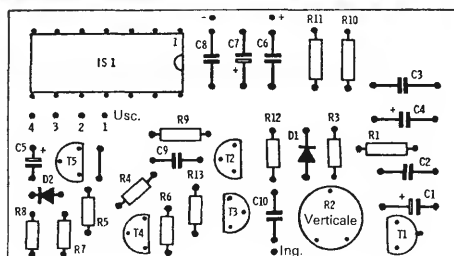 - +
1
IS 1
C8 C7 C6
+
R11 R10
C3
+ C4
4 3 2 1 Usc.
C5 +
T5
R9
C9
T2
R12 D1 R3
R1
C2
D2
R4
R13
R8 R7 R5
R6
T4
T3
C10
R2
Verticale
+ C1
T1
Ing.